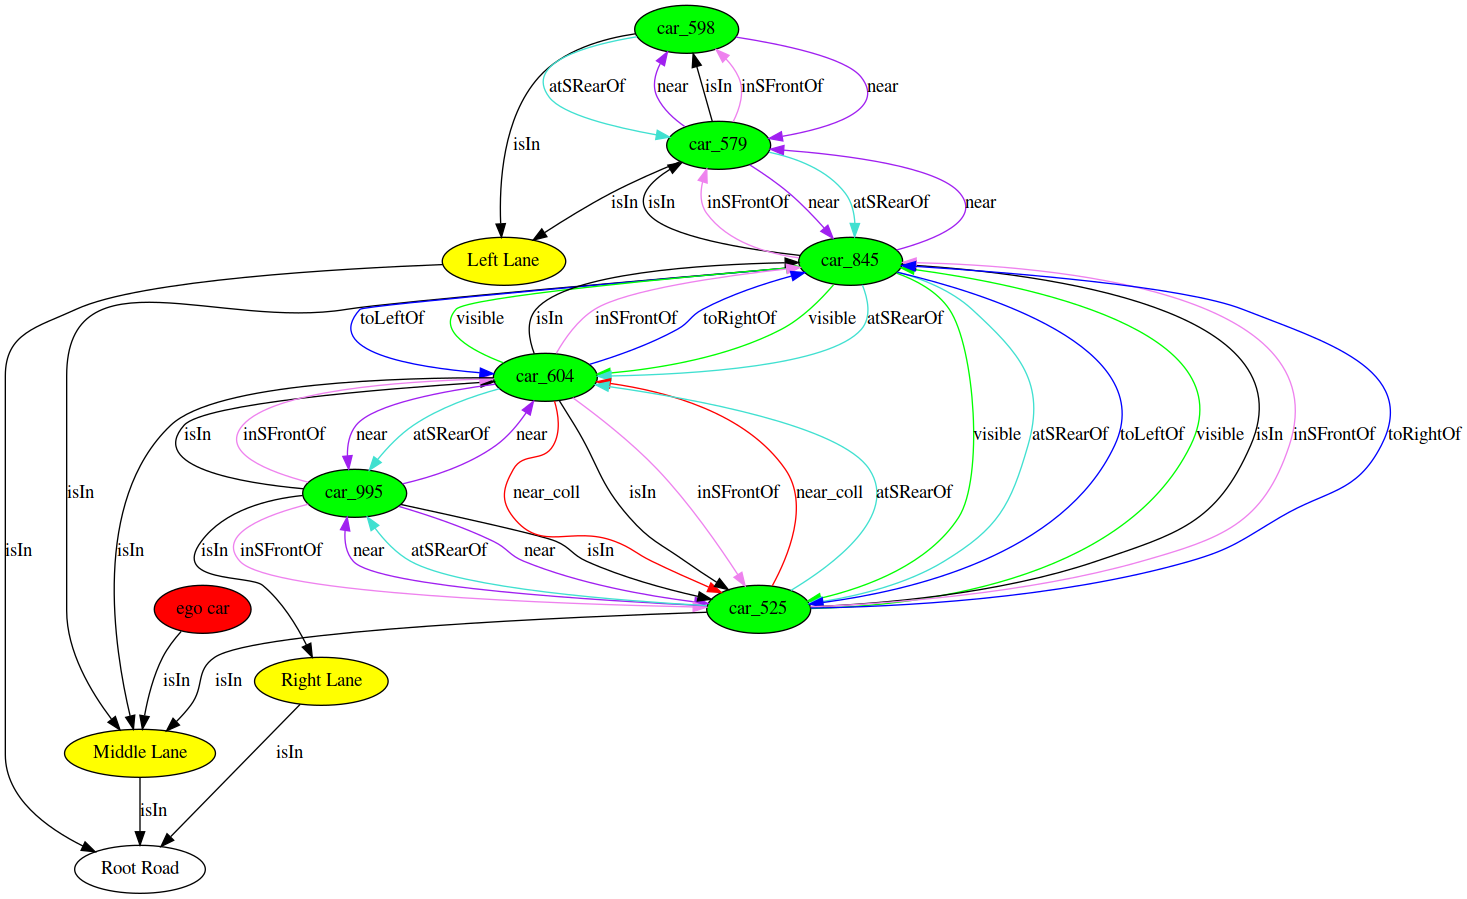 car_598
atSRearOf
near
isIn
inSFrontOf
near
isIn
car_579
isIn
isIn
inSFrontOf
near
atSRearOf
near
Left Lane
car_845
toLeftOf
visible
isIn
inSFrontOf
toRightOf
visible
atSRearOf
car_604
isIn
inSFrontOf
near
atSRearOf
near
visible
atSRearOf
toLeftOf
visible
isIn
inSFrontOf
toRightOf
isIn
car_995
near_coll
isIn
inSFrontOf
near_coll
atSRearOf
isIn
isIn
isIn
inSFrontOf
near
atSRearOf
near
isIn
ego car
car_525
isIn
isIn
Right Lane
Middle Lane
isIn
isIn
Root Road